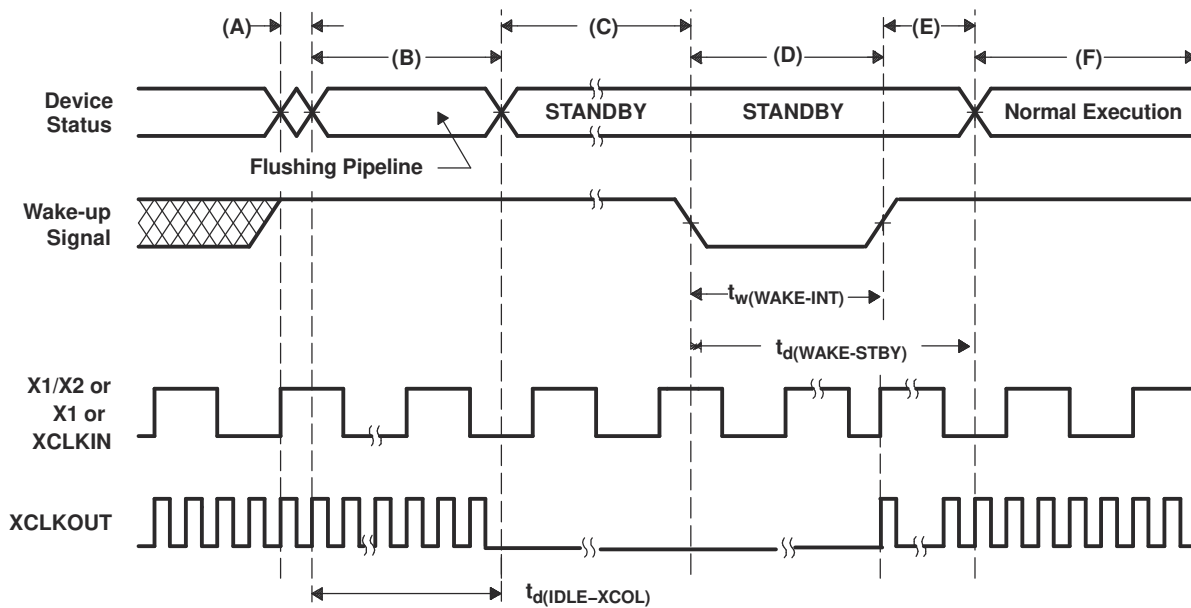 (A)
(B)
(C)
(D)
(E)
(F)
Device
Status
STANDBY
STANDBY
Normal Execution
Flushing Pipeline
Wake-up
Signal
tw(WAKE-INT)
td(WAKE-STBY)
X1/X2 or
X1 or
XCLKIN
XCLKOUT
td(IDLE−XCOL)